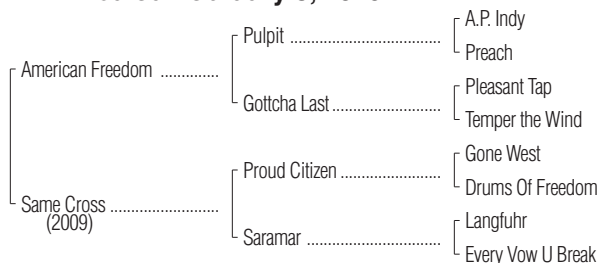 A.P. Indy
Pulpit ........................................
Preach
American Freedom ...............
Pleasant Tap
Gottcha Last .............................
Temper the Wind
Gone West
Proud Citizen ...........................
Drums Of Freedom
Same Cross .............................
(2009)
Langfuhr
Saramar ...................................
Every Vow U Break